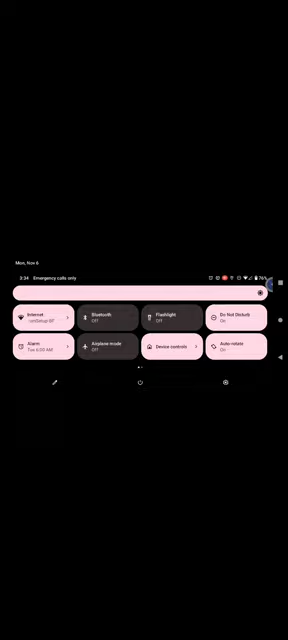 Mon, Nov 6
3:34 Emergency calls only
76%
Internet
Bluetooth
Off
Flashlight
Off
Do Not Disturb
On
Alarm
Tue 6:00 AM
Airplane mode
Off
Device controls
Auto-rotate
On